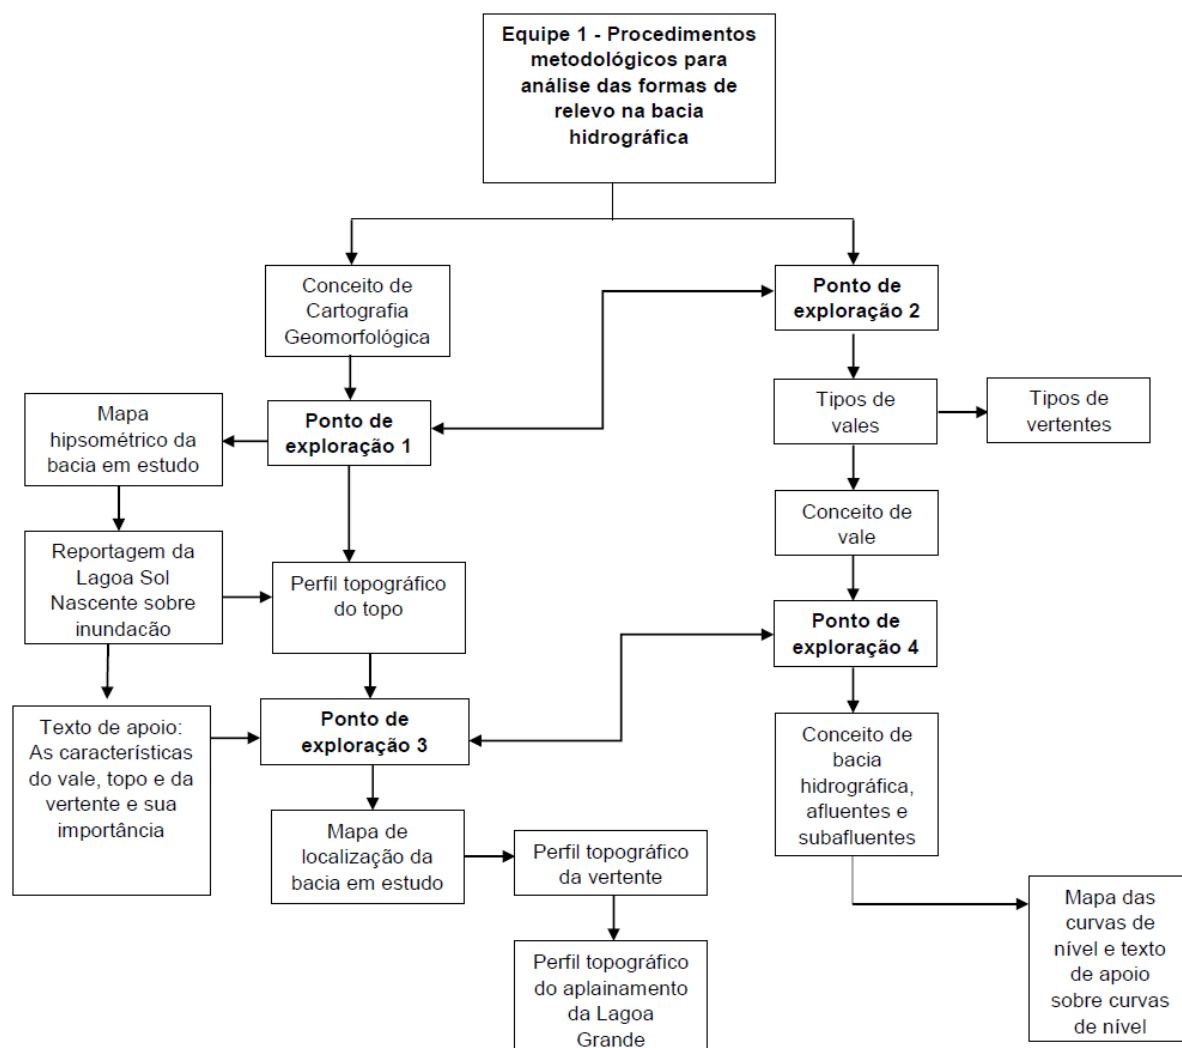 Equipe 1 - Procedimentos
metodológicos para
análise das formas de
relevo na bacia
hidrográfica
Conceito de
Cartografia
Geomorfológica
Ponto de
exploração 2
Mapa
hipsométrico da
bacia em estudo
Ponto de
exploração 1
Tipos de
vales
Tipos de
vertentes
Reportagem da
Lagoa Sol
Nascente sobre
inundacão
Perfil topográfico
do topo
Conceito de
vale
Ponto de
exploração 4
Texto de apoio:
As características
do vale, topo e da
vertente e sua
importância
Ponto de
exploração 3
Conceito de
bacia
hidrográfica,
afluentes e
subafluentes
Mapa de
localização da
bacia em estudo
Perfil topográfico
da vertente
Mapa das
curvas de
nível e texto
de apoio
sobre curvas
de nível
Perfil topográfico
do aplainamento
da Lagoa
Grande